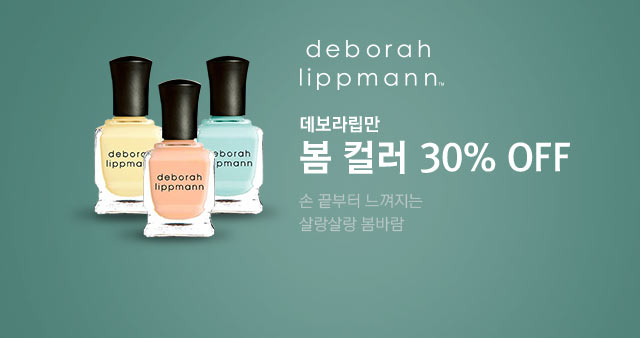 deborah
lippmann™
데보라립만
봄 컬러 30% OFF
손 끝부터 느껴지는
살랑살랑 봄바람
deborah
lippmann
deborah
lippmann
deborah
lippmann